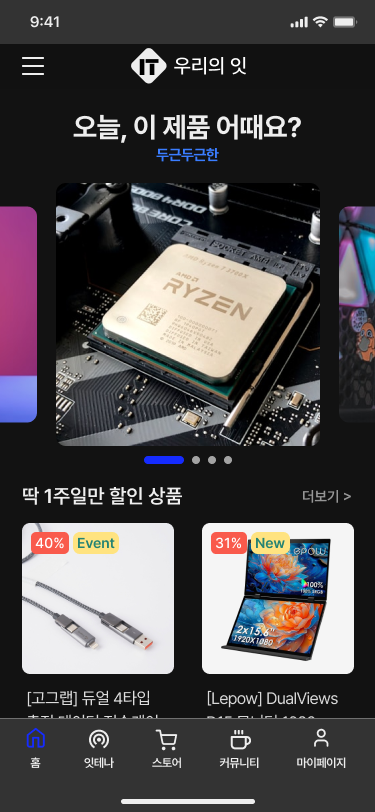 9:41
IT 우리의 잇
오늘, 이 제품 어때요?
두근두근한
AMD
RYZEN
딱 1주일만 할인 상품
더보기 >
40% Event
31% New
epow
100%
2x15.6"
1920X1080
[고그랩] 듀얼 4타입
[Lepow] DualViews
홈
잇테나
스토어
커뮤니티
마이페이지